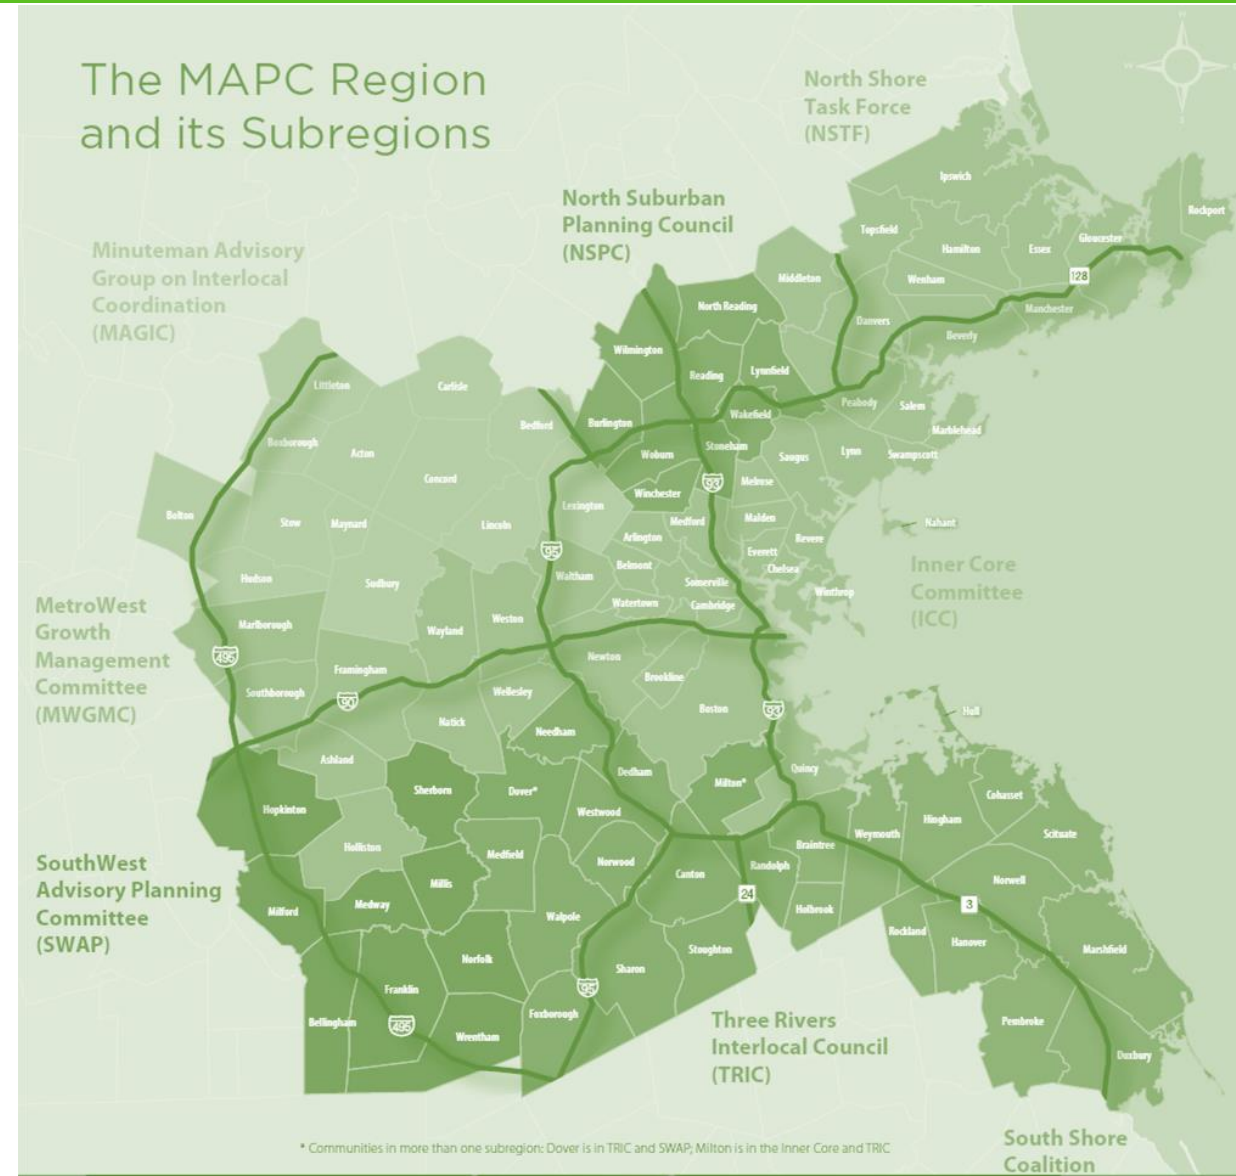 The MAPC Region
and its Subregions
North Shore
Task Force
(NSTF)
North Suburban
Planning Council
(NSPC)
Minuteman Advisory
Group on Interlocal
Coordination
(MAGIC)
Ipswich
Rockport
Topsfield
Hamilton
Essex
Gloucester
Middleton
Wenham
128
North Reading
Manchester
Danvers
Beverly
Wilmington
Reading
Lynnfield
Littleton
Carlisle
Peabody
Salem
Wakefield
Burlington
Bedford
Marblehead
Boxborough
Stoneham
Acton
Woburn
Saugus
Lynn
Swampscott
Concord
93
Melrose
Winchester
Lexington
Bolton
Stow
Maynard
Lincoln
Medford
Malden
Nahant
Arlington
Revere
95
Everett
Inner Core
Committee
(ICC)
Belmont
Chelsea
Hudson
Sudbury
Waltham
Somerville
Winthrop
MetroWest
Growth
Management
Committee
(MWGMC)
Watertown
Cambridge
Marlborough
Wayland
Weston
495
Framingham
Newton
Brookline
Southborough
90
Wellesley
Boston
93
Hull
Natick
Needham
Ashland
Dedham
Quincy
Milton*
Sherborn
Dover*
Cohasset
Hopkinton
Westwood
Hingham
Weymouth
Scituate
Holliston
Braintree
Medfield
Norwood
SouthWest
Advisory Planning
Committee
(SWAP)
Canton
Randolph
Millis
Norwell
24
Medway
3
Milford
Holbrook
Walpole
Rockland
Hanover
Marshfield
Stoughton
Norfolk
Sharon
Franklin
95
Foxborough
Bellingham
495
Wrentham
Three Rivers
Interlocal Council
(TRIC)
Pembroke
Duxbury
* Communities in more than one subregion: Dover is in TRIC and SWAP; Milton is in the Inner Core and TRIC
South Shore
Coalition